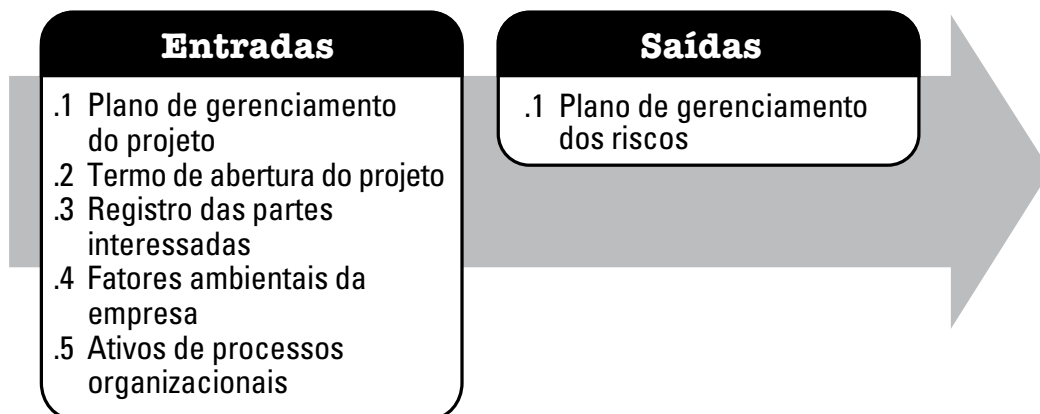 Entradas
.1 Plano de gerenciamento
do projeto
.2 Termo de abertura do projeto
.3 Registro das partes
interessadas
.4 Fatores ambientais da
empresa
.5 Ativos de processos
organizacionais
Saídas
.1 Plano de gerenciamento
dos riscos